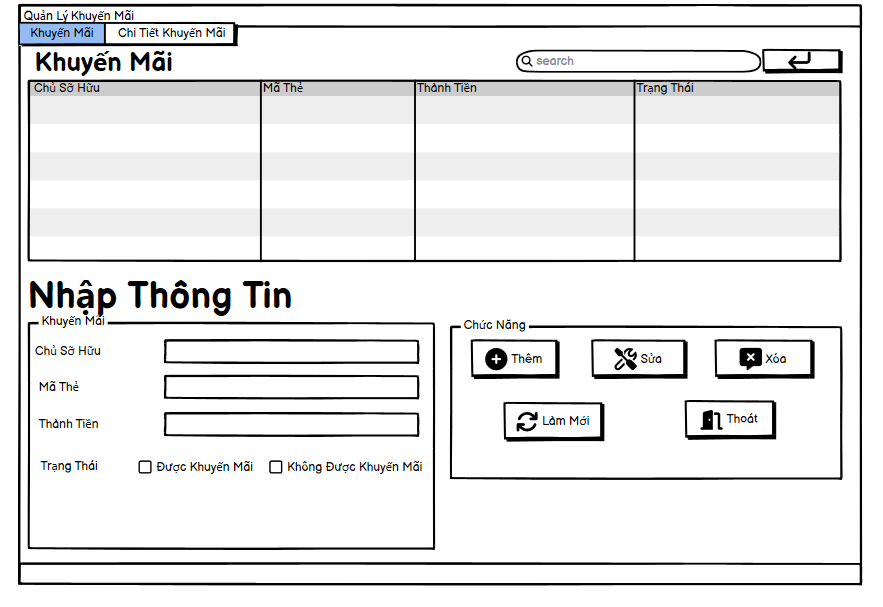 Quản Lý Khuyến Mãi
Khuyến Mãi Chi Tiết Khuyến Mãi
Khuyến Mãi
search
Chủ Sỡ Hữu Mã Thẻ Thành Tiền Trạng Thái
Nhập Thông Tin
Khuyến Mãi
Chủ Sỡ Hữu
Mã Thẻ
Thành Tiền
Trạng Thái Được Khuyến Mãi Không Được Khuyến Mãi
Chức Năng
Thêm Sửa Xóa
Làm Mới Thoát